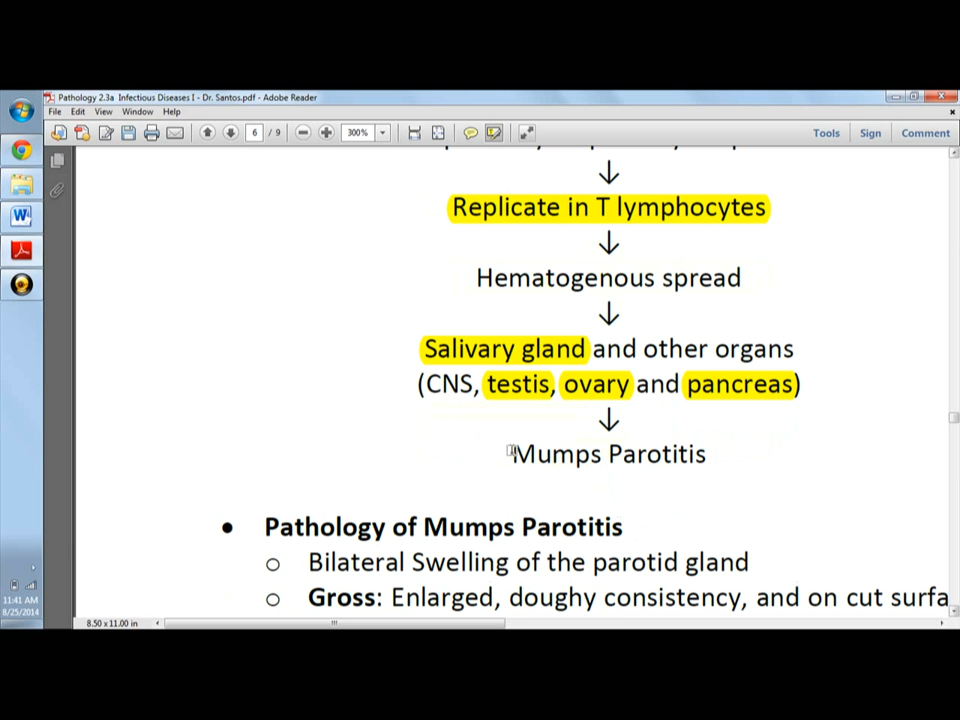 Pathology 2.3a Infectious Diseases I - Dr. Santos.pdf - Adobe Reader
File Edit View Window Help
6 / 9 300% Tools Sign Comment
↓
Replicate in T lymphocytes
↓
Hematogenous spread
↓
Salivary gland and other organs
(CNS, testis, ovary and pancreas)
↓
Mumps Parotitis
• Pathology of Mumps Parotitis
o Bilateral Swelling of the parotid gland
o Gross: Enlarged, doughy consistency, and on cut surfa
11:41 AM
8/25/2014
8.50 x 11.00 in